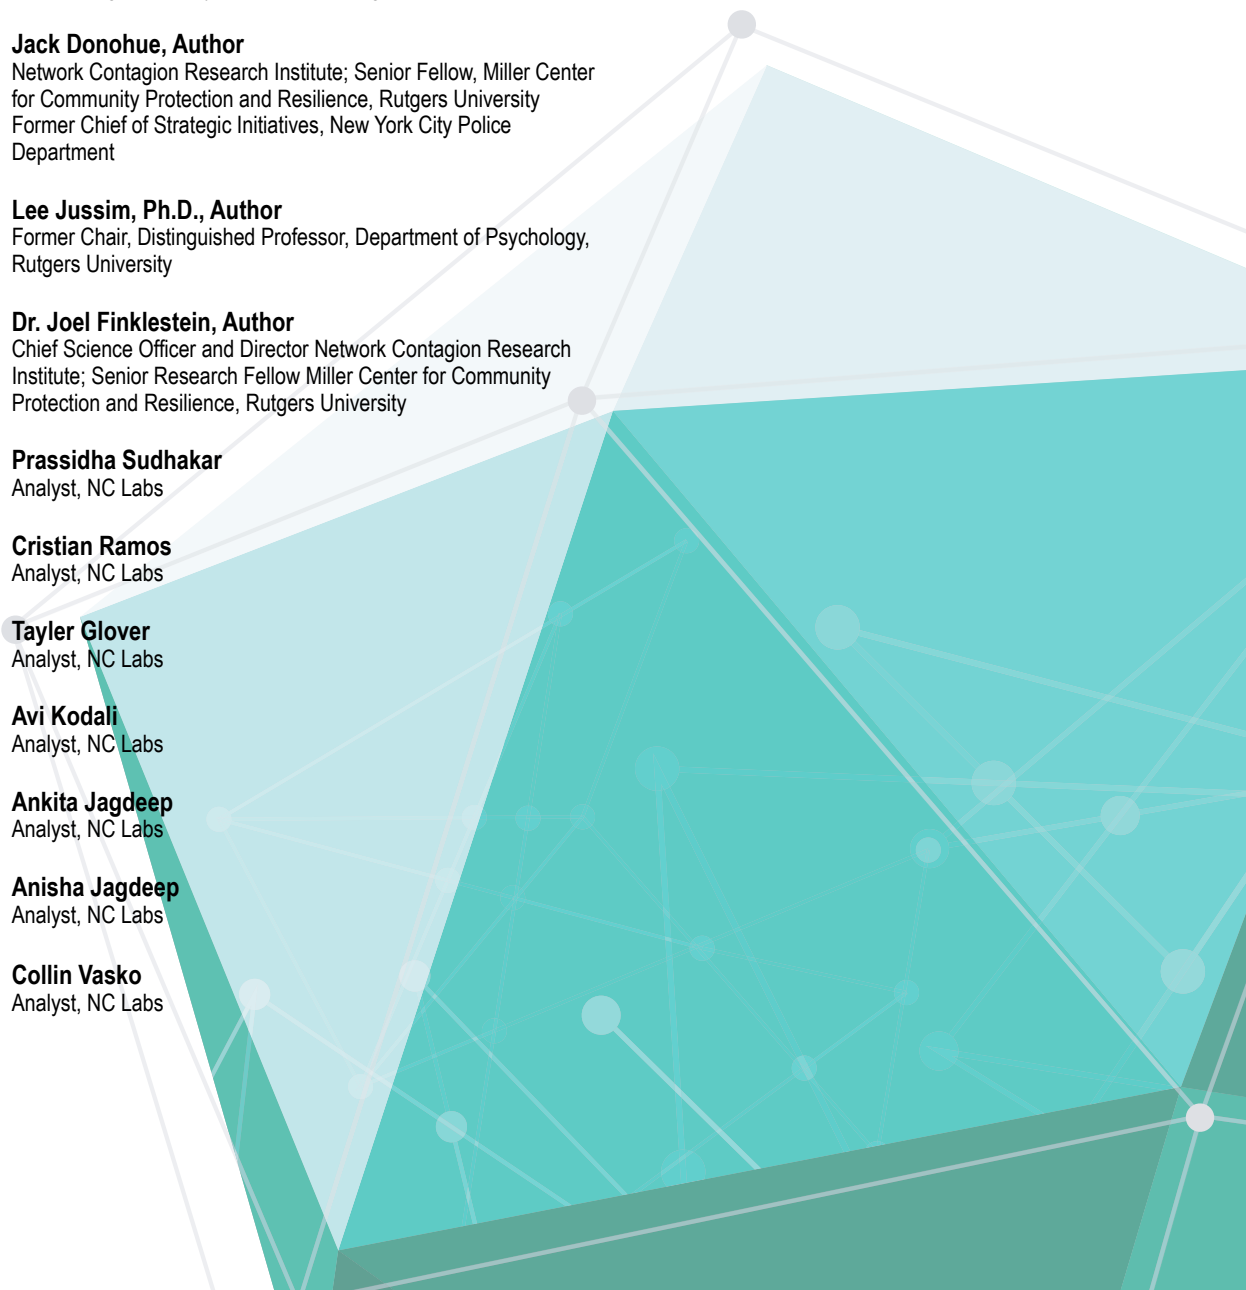 Jack Donohue, Author
Network Contagion Research Institute; Senior Fellow, Miller Center
for Community Protection and Resilience, Rutgers University
Former Chief of Strategic Initiatives, New York City Police
Department
Lee Jussim, Ph.D., Author
Former Chair, Distinguished Professor, Department of Psychology,
Rutgers University
Dr. Joel Finklestein, Author
Chief Science Officer and Director Network Contagion Research
Institute; Senior Research Fellow Miller Center for Community
Protection and Resilience, Rutgers University
Prassidha Sudhakar
Analyst, NC Labs
Cristian Ramos
Analyst, NC Labs
Tayler Glover
Analyst, NC Labs
Avi Kodali
Analyst, NC Labs
Ankita Jagdeep
Analyst, NC Labs
Anisha Jagdeep
Analyst, NC Labs
Collin Vasko
Analyst, NC Labs